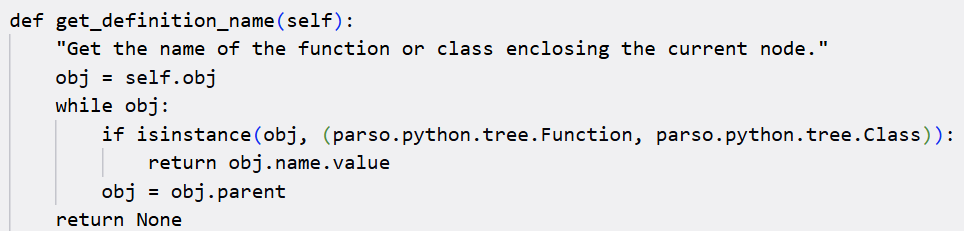 def get_definition_name(self):
    "Get the name of the function or class enclosing the current node."
    obj = self.obj
    while obj:
        if isinstance(obj, (parso.python.tree.Function, parso.python.tree.Class)):
            return obj.name.value
        obj = obj.parent
    return None